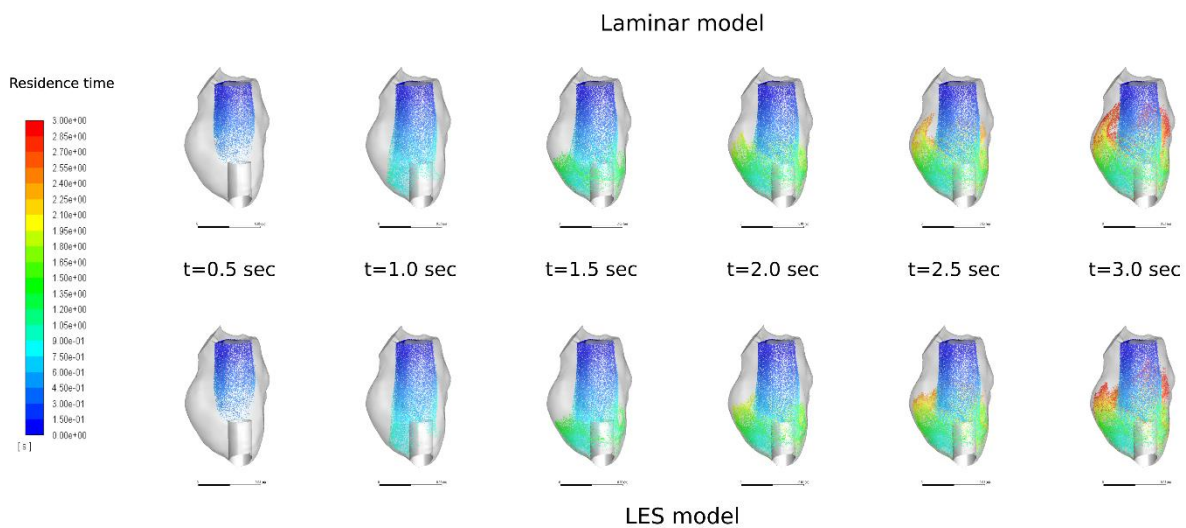 Laminar model
Residence time
3.00e+00
2.85e+00
2.70e+00
2.55e+00
2.40e+00
2.25e+00
2.10e+00
1.95e+00
1.80e+00
1.65e+00
1.50e+00
1.35e+00
1.20e+00
1.05e+00
9.00e-01
7.50e-01
6.00e-01
4.50e-01
3.00e-01
1.50e-01
0.00e+00
[ s ]
t=0.5 sec
t=1.0 sec
t=1.5 sec
t=2.0 sec
t=2.5 sec
t=3.0 sec
LES model